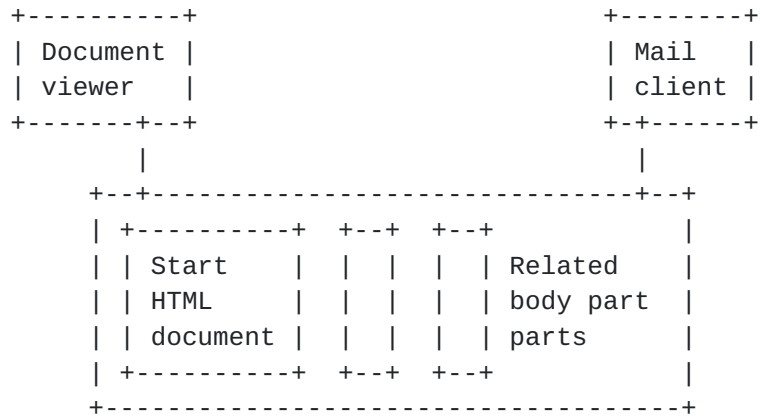 Document
viewer
Mail
client
Start
HTML
document
Related
body part
parts